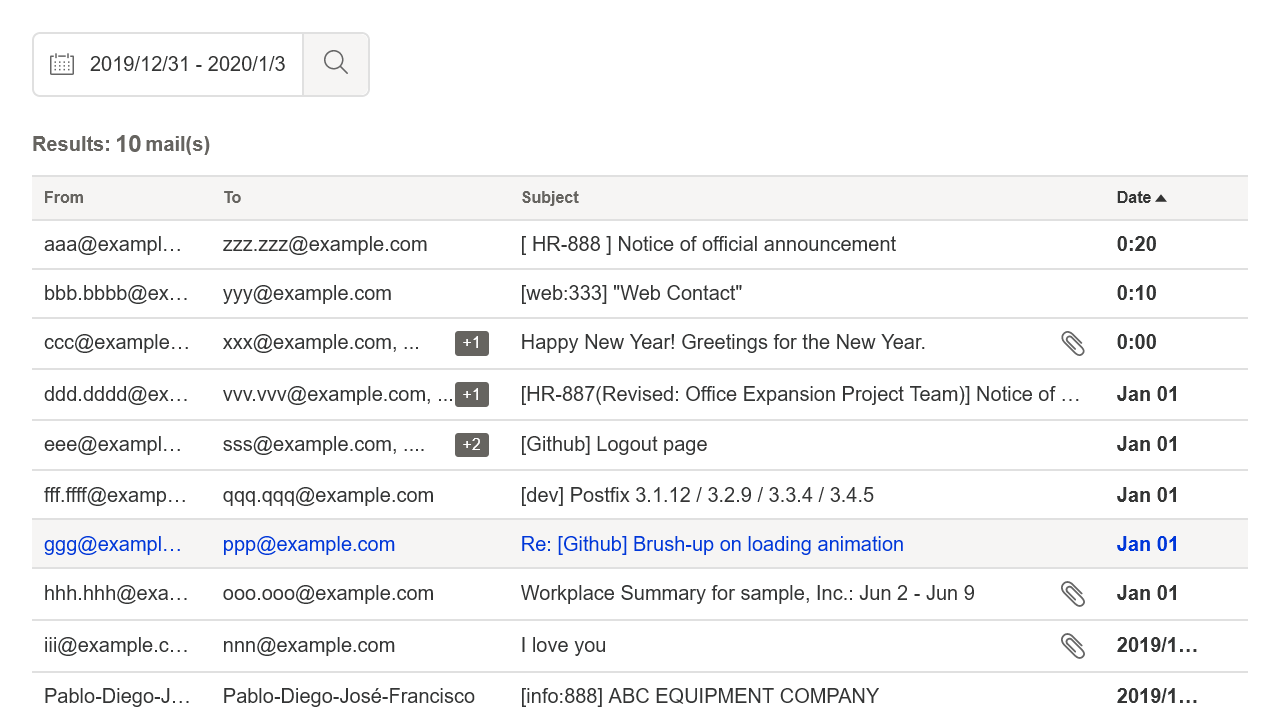 2019/12/31 - 2020/1/3
Results: 10 mail(s)
From To Subject Date
aaa@exampl… zzz.zzz@example.com [ HR-888 ] Notice of official announcement 0:20
bbb.bbbb@ex… yyy@example.com [web:333] "Web Contact" 0:10
ccc@example… xxx@example.com, ... +1 Happy New Year! Greetings for the New Year. 0:00
ddd.dddd@ex… vvv.vvv@example.com, ... +1 [HR-887(Revised: Office Expansion Project Team)] Notice of … Jan 01
eee@exampl… sss@example.com, .... +2 [Github] Logout page Jan 01
fff.ffff@examp… qqq.qqq@example.com [dev] Postfix 3.1.12 / 3.2.9 / 3.3.4 / 3.4.5 Jan 01
ggg@exampl… ppp@example.com Re: [Github] Brush-up on loading animation Jan 01
hhh.hhh@exa… ooo.ooo@example.com Workplace Summary for sample, Inc.: Jun 2 - Jun 9 Jan 01
iii@example.c… nnn@example.com I love you 2019/1…
Pablo-Diego-J… Pablo-Diego-José-Francisco [info:888] ABC EQUIPMENT COMPANY 2019/1…